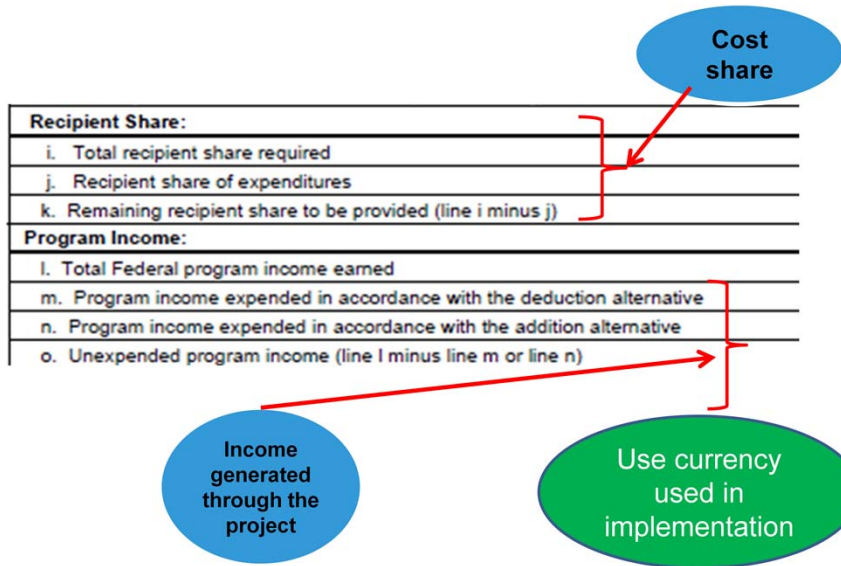 Cost
share
Recipient Share:
i. Total recipient share required
j. Recipient share of expenditures
k. Remaining recipient share to be provided (line i minus j)
Program Income:
l. Total Federal program income earned
m. Program income expended in accordance with the deduction alternative
n. Program income expended in accordance with the addition alternative
o. Unexpended program income (line l minus line m or line n)
Income
generated
through the
project
Use currency
used in
implementation